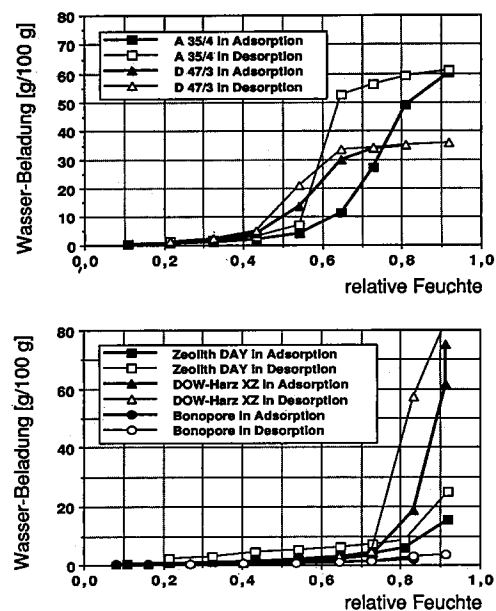 Wasser-Beladung [g/100 g]
80
70
60
50
40
30
20
10
0
A 35/4 in Adsorption
A 35/4 in Desorption
D 47/3 in Adsorption
D 47/3 in Desorption
0,0 0,2 0,4 0,6 0,8 1,0
relative Feuchte
Wasser-Beladung [g/100 g]
80
60
40
20
0
Zeolith DAY in Adsorption
Zeolith DAY in Desorption
DOW-Harz XZ in Adsorption
DOW-Harz XZ in Desorption
Bonopore in Adsorption
Bonopore in Desorption
0,0 0,2 0,4 0,6 0,8 1,0
relative Feuchte